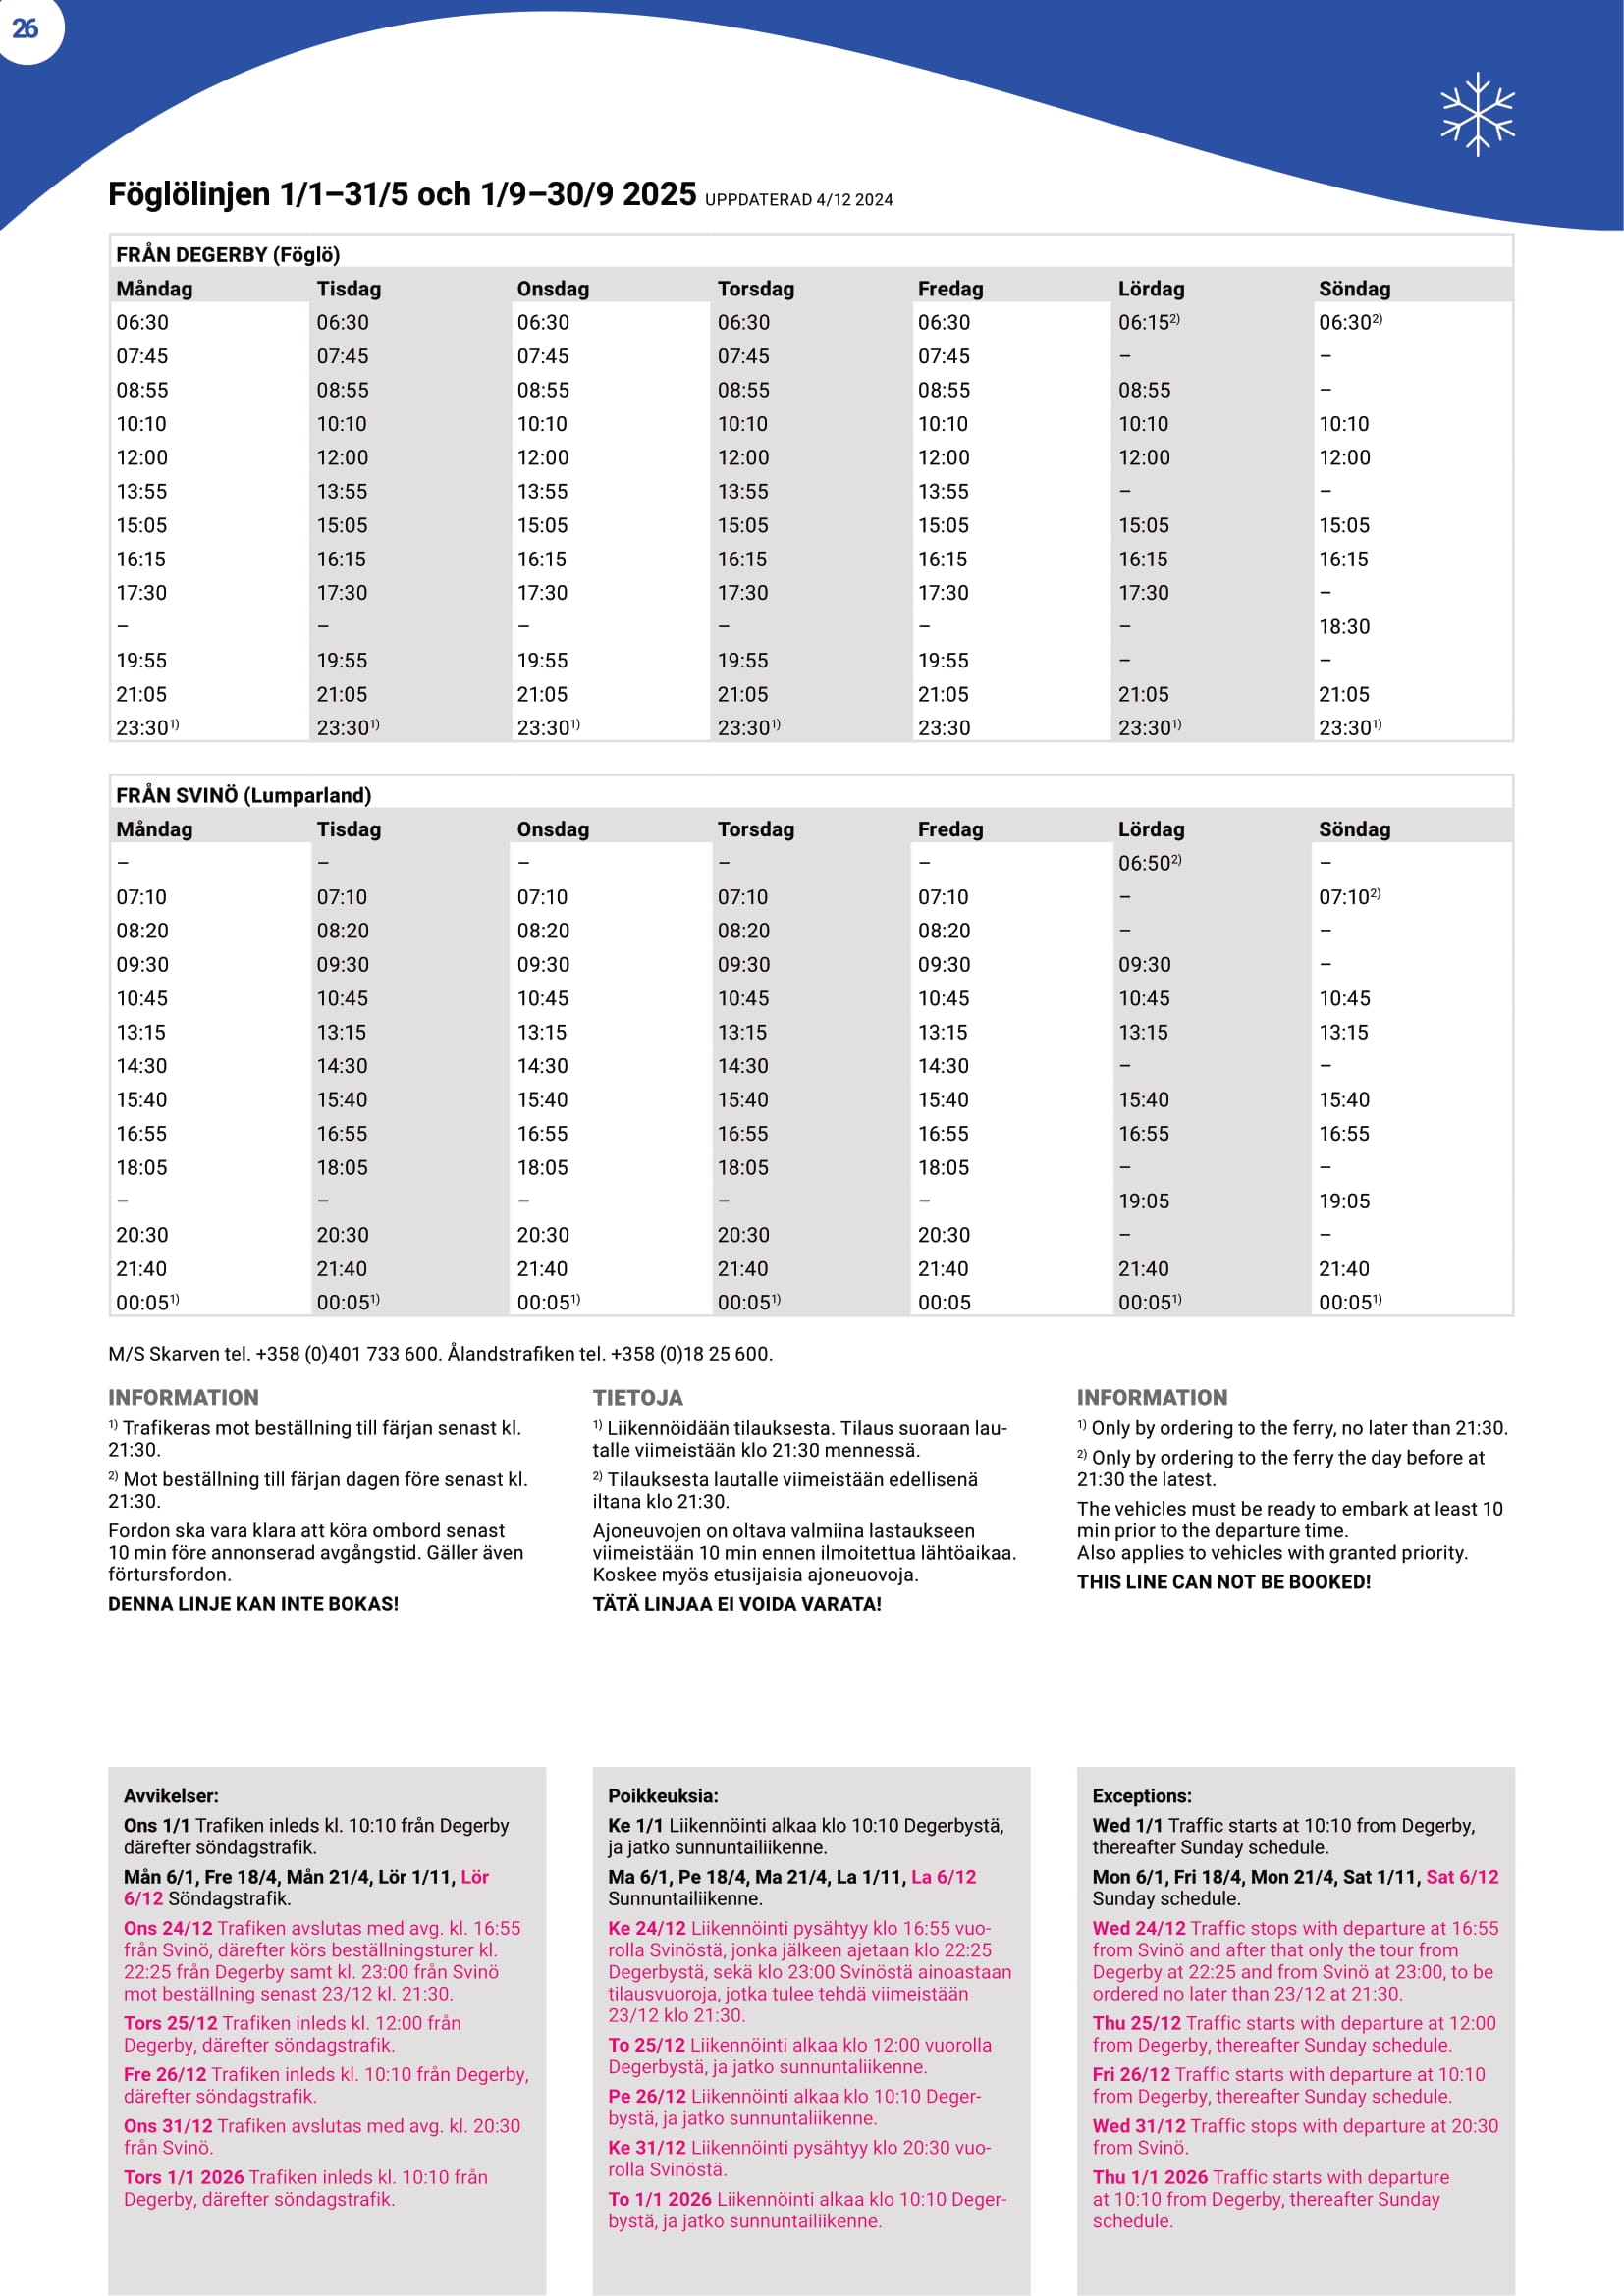 26
Föglölinjen 1/1–31/5 och 1/9–30/9 2025 UPPDATERAD 4/12 2024
FRÅN DEGERBY (Föglö)
Måndag Tisdag Onsdag Torsdag Fredag Lördag Söndag
06:30 06:30 06:30 06:30 06:30 06:15²⁾ 06:30²⁾
07:45 07:45 07:45 07:45 07:45 – –
08:55 08:55 08:55 08:55 08:55 08:55 –
10:10 10:10 10:10 10:10 10:10 10:10 10:10
12:00 12:00 12:00 12:00 12:00 12:00 12:00
13:55 13:55 13:55 13:55 13:55 – –
15:05 15:05 15:05 15:05 15:05 15:05 15:05
16:15 16:15 16:15 16:15 16:15 16:15 16:15
17:30 17:30 17:30 17:30 17:30 17:30 –
– – – – – – 18:30
19:55 19:55 19:55 19:55 19:55 – –
21:05 21:05 21:05 21:05 21:05 21:05 21:05
23:30¹⁾ 23:30¹⁾ 23:30¹⁾ 23:30¹⁾ 23:30 23:30¹⁾ 23:30¹⁾
FRÅN SVINÖ (Lumparland)
Måndag Tisdag Onsdag Torsdag Fredag Lördag Söndag
– – – – – 06:50²⁾ –
07:10 07:10 07:10 07:10 07:10 – 07:10²⁾
08:20 08:20 08:20 08:20 08:20 – –
09:30 09:30 09:30 09:30 09:30 09:30 –
10:45 10:45 10:45 10:45 10:45 10:45 10:45
13:15 13:15 13:15 13:15 13:15 13:15 13:15
14:30 14:30 14:30 14:30 14:30 – –
15:40 15:40 15:40 15:40 15:40 15:40 15:40
16:55 16:55 16:55 16:55 16:55 16:55 16:55
18:05 18:05 18:05 18:05 18:05 – –
– – – – – 19:05 19:05
20:30 20:30 20:30 20:30 20:30 – –
21:40 21:40 21:40 21:40 21:40 21:40 21:40
00:05¹⁾ 00:05¹⁾ 00:05¹⁾ 00:05¹⁾ 00:05 00:05¹⁾ 00:05¹⁾
M/S Skarven tel. +358 (0)401 733 600. Ålandstrafiken tel. +358 (0)18 25 600.
INFORMATION
¹⁾ Trafikeras mot beställning till färjan senast kl.
21:30.
²⁾ Mot beställning till färjan dagen före senast kl.
21:30.
Fordon ska vara klara att köra ombord senast
10 min före annonserad avgångstid. Gäller även
förtursfordon.
DENNA LINJE KAN INTE BOKAS!
TIETOJA
¹⁾ Liikennöidään tilauksesta. Tilaus suoraan lau-
talle viimeistään klo 21:30 mennessä.
²⁾ Tilauksesta lautalle viimeistään edellisenä
iltana klo 21:30.
Ajoneuvojen on oltava valmiina lastaukseen
viimeistään 10 min ennen ilmoitettua lähtöaikaa.
Koskee myös etusijaisia ajoneuovoja.
TÄTÄ LINJAA EI VOIDA VARATA!
INFORMATION
¹⁾ Only by ordering to the ferry, no later than 21:30.
²⁾ Only by ordering to the ferry the day before at
21:30 the latest.
The vehicles must be ready to embark at least 10
min prior to the departure time.
Also applies to vehicles with granted priority.
THIS LINE CAN NOT BE BOOKED!
Avvikelser:
Ons 1/1 Trafiken inleds kl. 10:10 från Degerby
därefter söndagstrafik.
Mån 6/1, Fre 18/4, Mån 21/4, Lör 1/11, Lör
6/12 Söndagstrafik.
Ons 24/12 Trafiken avslutas med avg. kl. 16:55
från Svinö, därefter körs beställningsturer kl.
22:25 från Degerby samt kl. 23:00 från Svinö
mot beställning senast 23/12 kl. 21:30.
Tors 25/12 Trafiken inleds kl. 12:00 från
Degerby, därefter söndagstrafik.
Fre 26/12 Trafiken inleds kl. 10:10 från Degerby,
därefter söndagstrafik.
Ons 31/12 Trafiken avslutas med avg. kl. 20:30
från Svinö.
Tors 1/1 2026 Trafiken inleds kl. 10:10 från
Degerby, därefter söndagstrafik.
Poikkeuksia:
Ke 1/1 Liikennöinti alkaa klo 10:10 Degerbystä,
ja jatko sunnuntailiikenne.
Ma 6/1, Pe 18/4, Ma 21/4, La 1/11, La 6/12
Sunnuntailiikenne.
Ke 24/12 Liikennöinti pysähtyy klo 16:55 vuo-
rolla Svinöstä, jonka jälkeen ajetaan klo 22:25
Degerbystä, sekä klo 23:00 Svinöstä ainoastaan
tilausvuoroja, jotka tulee tehdä viimeistään
23/12 klo 21:30.
To 25/12 Liikennöinti alkaa klo 12:00 vuorolla
Degerbystä, ja jatko sunnuntaliikenne.
Pe 26/12 Liikennöinti alkaa klo 10:10 Deger-
bystä, ja jatko sunnuntaliikenne.
Ke 31/12 Liikennöinti pysähtyy klo 20:30 vuo-
rolla Svinöstä.
To 1/1 2026 Liikennöinti alkaa klo 10:10 Deger-
bystä, ja jatko sunnuntailiikenne.
Exceptions:
Wed 1/1 Traffic starts at 10:10 from Degerby,
thereafter Sunday schedule.
Mon 6/1, Fri 18/4, Mon 21/4, Sat 1/11, Sat 6/12
Sunday schedule.
Wed 24/12 Traffic stops with departure at 16:55
from Svinö and after that only the tour from
Degerby at 22:25 and from Svinö at 23:00, to be
ordered no later than 23/12 at 21:30.
Thu 25/12 Traffic starts with departure at 12:00
from Degerby, thereafter Sunday schedule.
Fri 26/12 Traffic starts with departure at 10:10
from Degerby, thereafter Sunday schedule.
Wed 31/12 Traffic stops with departure at 20:30
from Svinö.
Thu 1/1 2026 Traffic starts with departure
at 10:10 from Degerby, thereafter Sunday
schedule.